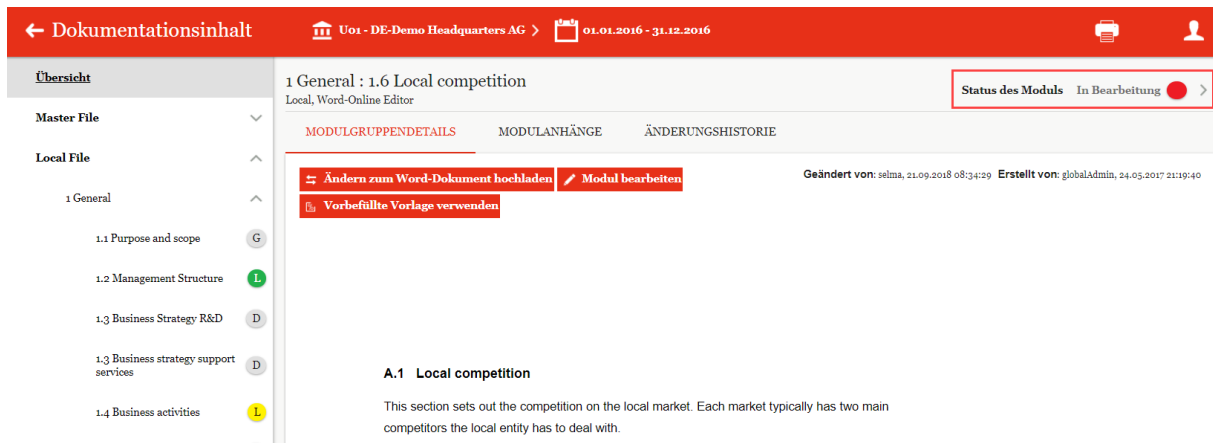 Dokumentationsinhalt
U01 - DE-Demo Headquarters AG
01.01.2016 - 31.12.2016
Übersicht
Master File
Local File
1 General
1.1 Purpose and scope G
1.2 Management Structure L
1.3 Business Strategy R&D D
1.3 Business strategy support
services D
1.4 Business activities L
1 General : 1.6 Local competition
Local, Word-Online Editor
Status des Moduls In Bearbeitung
MODULGRUPPENDETAILS MODULANHÄNGE ÄNDERUNGSHISTORIE
Ändern zum Word-Dokument hochladen Modul bearbeiten
Vorbefüllte Vorlage verwenden
Geändert von: selma, 21.09.2018 08:34:29 Erstellt von: globalAdmin, 24.05.2017 21:19:40
A.1 Local competition
This section sets out the competition on the local market. Each market typically has two main
competitors the local entity has to deal with.